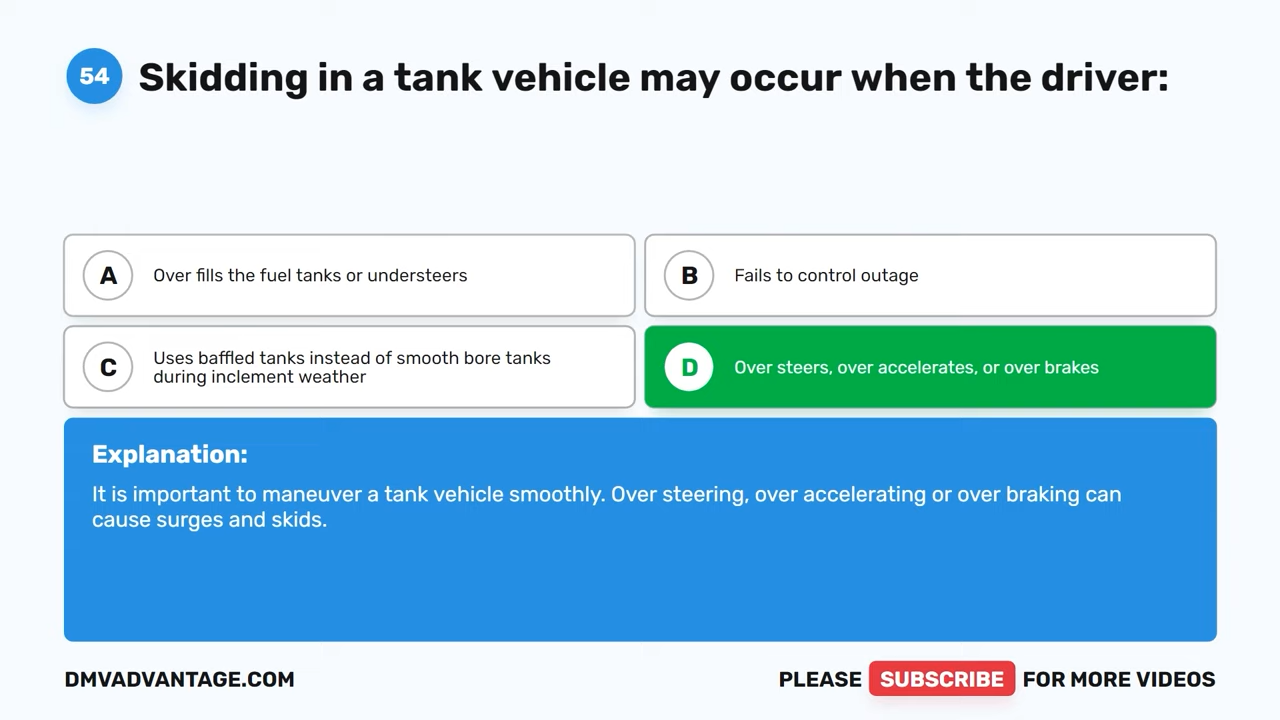 54 Skidding in a tank vehicle may occur when the driver:
A Over fills the fuel tanks or understeers
B Fails to control outage
C Uses baffled tanks instead of smooth bore tanks
during inclement weather
D Over steers, over accelerates, or over brakes
Explanation:
It is important to maneuver a tank vehicle smoothly. Over steering, over accelerating or over braking can
cause surges and skids.
DMVADVANTAGE.COM
PLEASE SUBSCRIBE FOR MORE VIDEOS